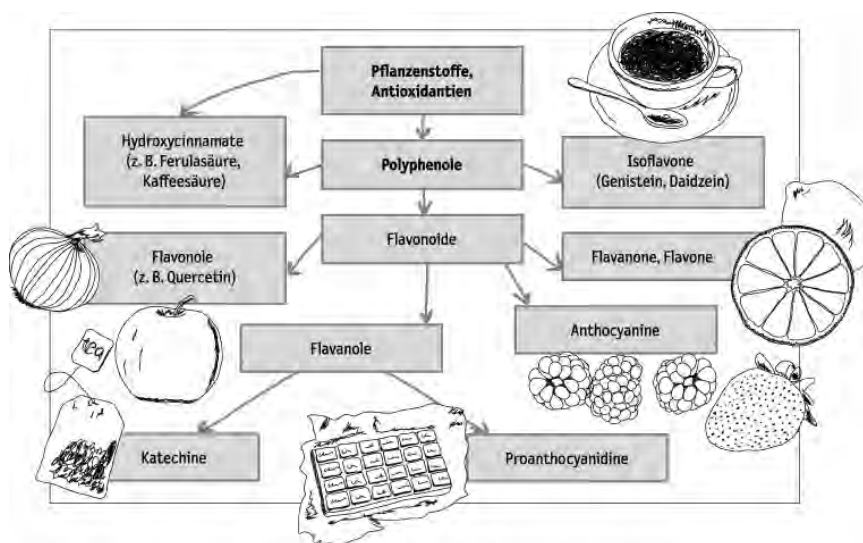 Pflanzenstoffe,
Antioxidantien
Hydroxycinnamate
(z. B. Ferulasäure,
Kaffeesäure)
Polyphenole
Isoflavone
(Genistein, Daidzein)
Flavonole
(z. B. Quercetin)
Flavonoide
Flavanone, Flavone
tea
Flavanole
Anthocyanine
Katechine
Proanthocyanidine